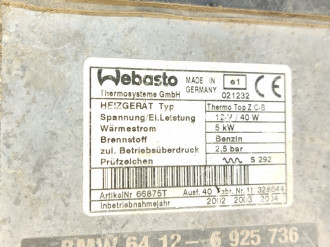 Webasto MADE IN GERMANY e1 CE
Thermosysteme GmbH 021232
HEIZGERÄT Typ Thermo Top Z/C-B
Spannung/El.Leistung 12 V / 40 W
Wärmestrom 5 kW
Brennstoff Benzin
zul. Betriebsüberdruck 2,5 bar
Prüfzeichen S 292
ArtikelNr 66875T Ausf. 40 Fabr. Nr. 328644
Inbetriebnahmejahr 2002 2003 2004
BMW 64 12-6 925 736